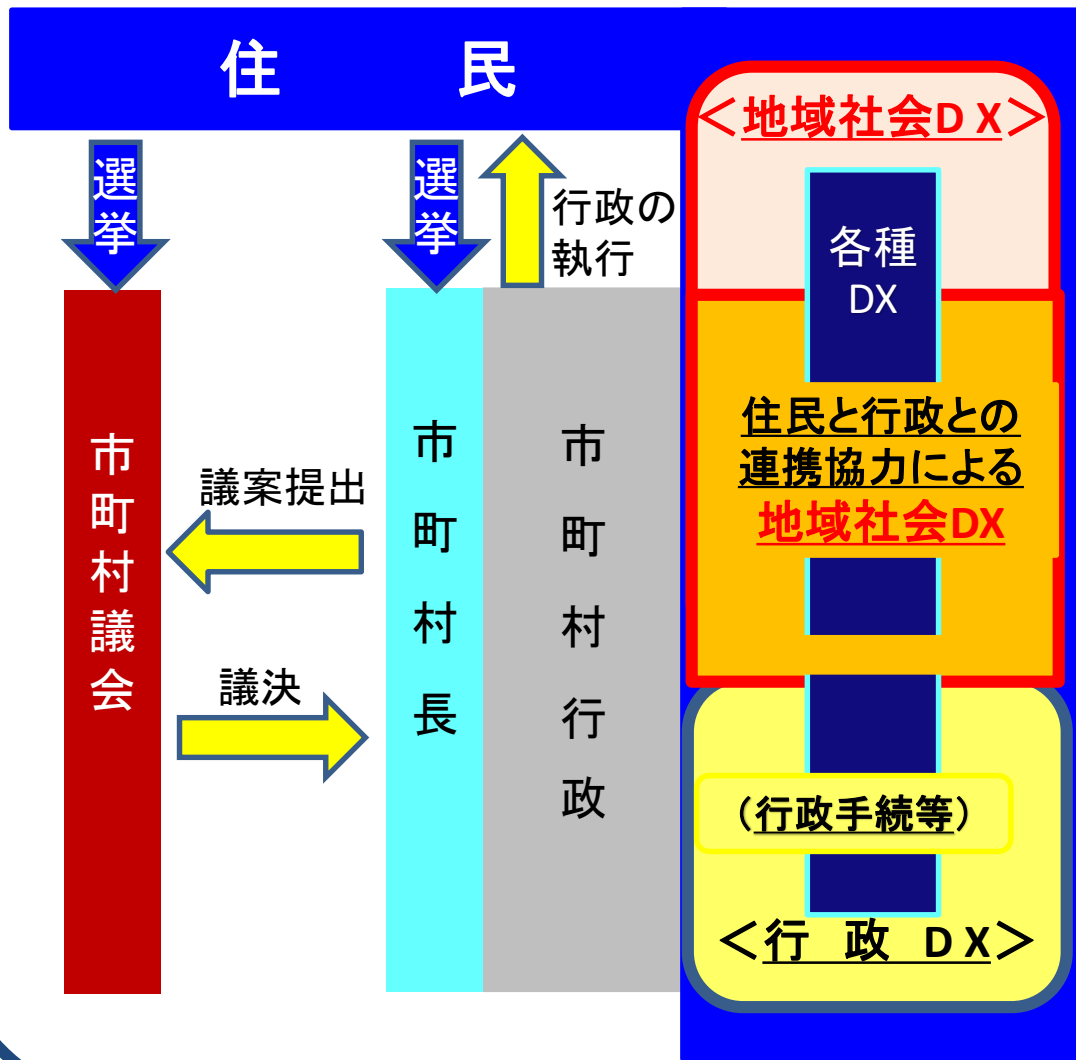 住民
選挙
選挙
行政の
執行
市町村議会
議案提出
議決
市町村長
市町村行政
＜地域社会DX＞
各種
DX
住民と行政との
連携協力による
地域社会DX
（行政手続等）
＜行政DX＞